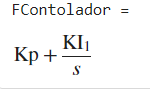 FContolador =
Kp + KI₁/s